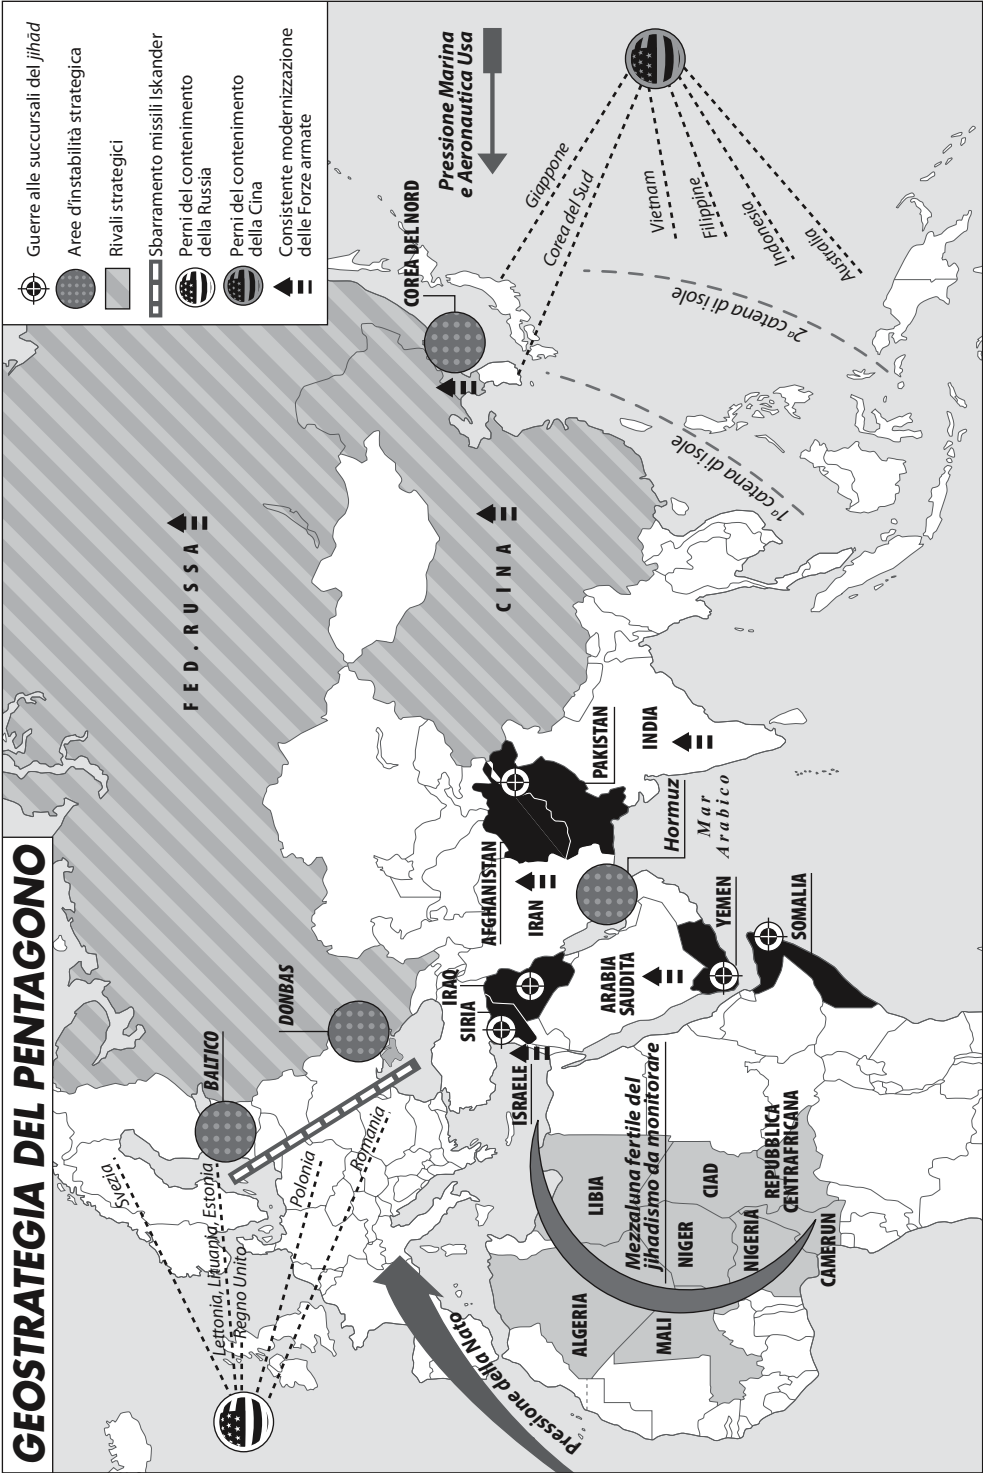 GEOSTRATEGIA DEL PENTAGONO
Guerre alle succursali del jihād
Aree d'instabilità strategica
Rivali strategici
Sbarramento missili Iskander
Perni del contenimento
della Russia
Perni del contenimento
della Cina
Consistente modernizzazione
delle Forze armate
Svezia
Lettonia, Lituania, Estonia
Regno Unito
Polonia
Romania
BALTICO
DONBAS
FED. RUSSA
CINA
COREA DEL NORD
Pressione Marina
e Aeronautica Usa
Giappone
Corea del Sud
Vietnam
Filippine
Indonesia
Australia
2ª catena di isole
1ª catena di isole
pressione della Nato
ISRAELE
SIRIA
IRAQ
AFGHANISTAN
IRAN
PAKISTAN
INDIA
Hormuz
Mar
Arabico
ARABIA
SAUDITA
YEMEN
SOMALIA
Mezzaluna fertile del
jihadismo da monitorare
ALGERIA
LIBIA
MALI
NIGER
CIAD
NIGERIA
REPUBBLICA
CENTRAFRICANA
CAMERUN